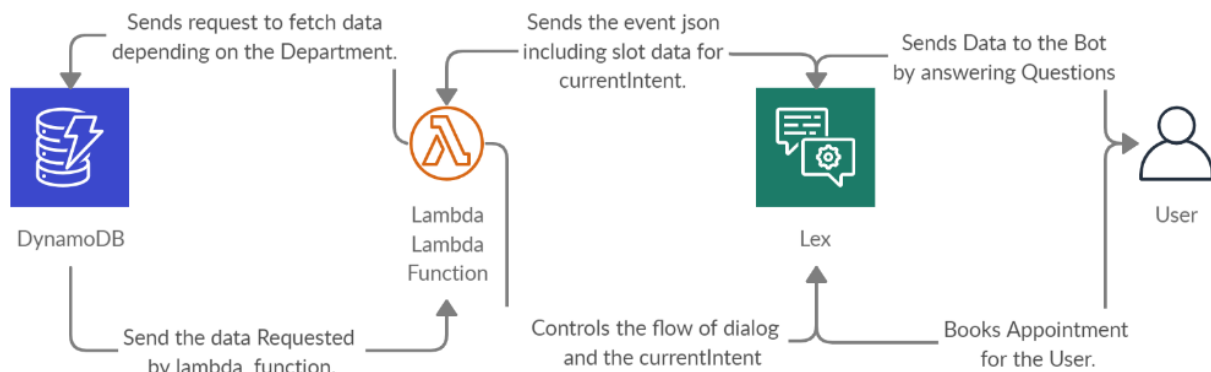 Sends request to fetch data
depending on the Department.
Sends the event json
including slot data for
currentIntent.
Sends Data to the Bot
by answering Questions
DynamoDB
Lambda
Lambda
Function
Lex
User
Send the data Requested
by lambda_function.
Controls the flow of dialog
and the currentIntent
Books Appointment
for the User.